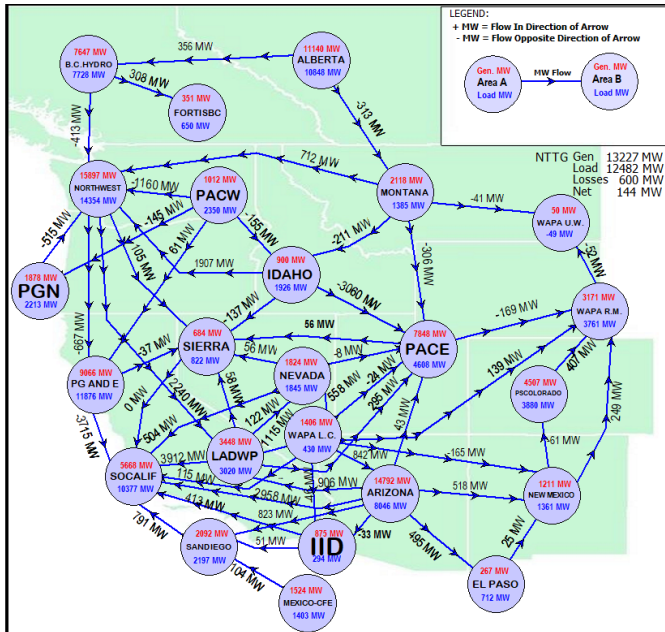 LEGEND:
+ MW = Flow In Direction of Arrow
- MW = Flow Opposite Direction of Arrow
Gen. MW
Area A
Load MW
MW Flow
Gen. MW
Area B
Load MW
NTTG Gen 13227 MW
Load 12482 MW
Losses 600 MW
Net 144 MW
7647 MW
B.C.HYDRO
7728 MW
356 MW
11140 MW
ALBERTA
10848 MW
308 MW
351 MW
FORTISBC
650 MW
-413 MW
-313 MW
15897 MW
NORTHWEST
14354 MW
-1160 MW
1012 MW
PACW
2350 MW
712 MW
2118 MW
MONTANA
1385 MW
-41 MW
50 MW
WAPA U.W.
-49 MW
-515 MW
-145 MW
61 MW
-155 MW
-211 MW
-306 MW
-52 MW
105 MW
1907 MW
900 MW
IDAHO
1926 MW
-3060 MW
1878 MW
PGN
2213 MW
-137 MW
56 MW
-169 MW
3171 MW
WAPA R.M.
3761 MW
-667 MW
-37 MW
684 MW
SIERRA
822 MW
56 MW
-8 MW
7848 MW
PACE
4608 MW
9066 MW
PG AND E
11876 MW
0 MW
2240 MW
58 MW
1824 MW
NEVADA
1845 MW
558 MW
-24 MW
295 MW
139 MW
407 MW
249 MW
4507 MW
PSCOLORADO
3880 MW
-3715 MW
504 MW
122 MW
1115 MW
1406 MW
WAPA L.C.
430 MW
43 MW
-61 MW
5668 MW
SOCALIF
10377 MW
3912 MW
3448 MW
LADWP
3020 MW
842 MW
-165 MW
115 MW
906 MW
14792 MW
ARIZONA
8046 MW
518 MW
1211 MW
NEW MEXICO
1361 MW
413 MW
2958 MW
823 MW
791 MW
2092 MW
SANDIEGO
2197 MW
51 MW
875 MW
IID
294 MW
-33 MW
495 MW
25 MW
104 MW
1524 MW
MEXICO-CFE
1403 MW
267 MW
EL PASO
712 MW